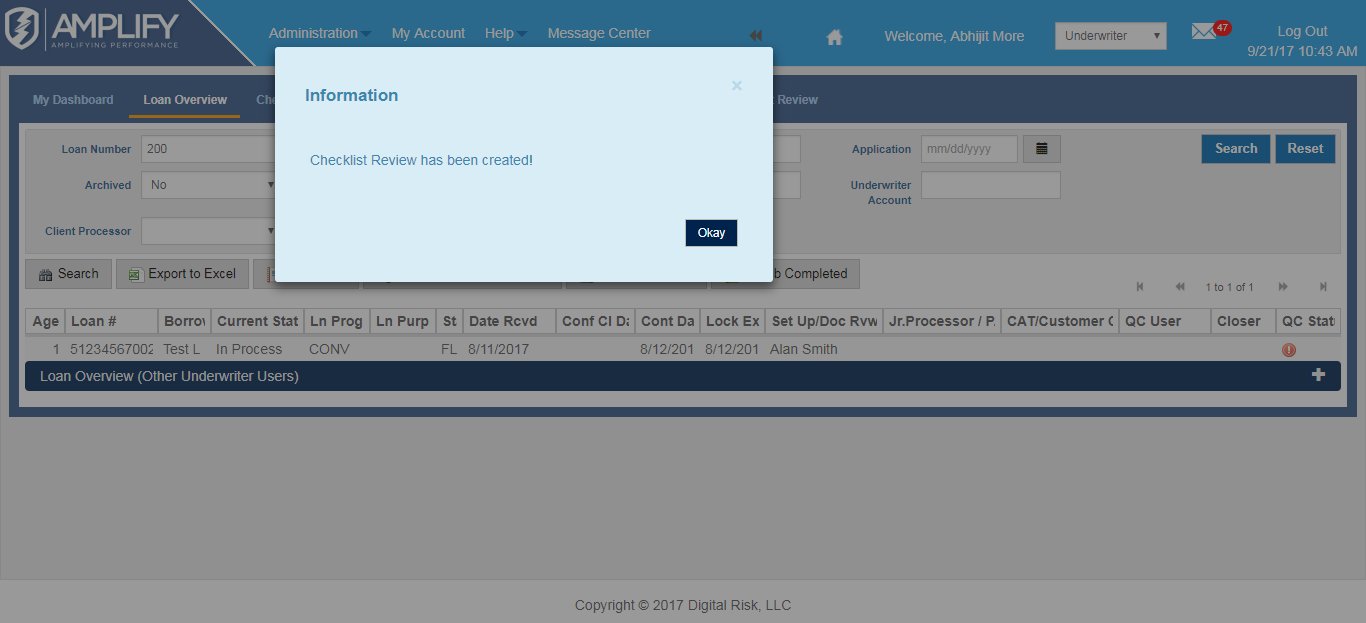 AMPLIFY
AMPLIFYING PERFORMANCE
Administration My Account Help Message Center
Welcome, Abhijit More
Underwriter
47
Log Out
9/21/17 10:43 AM
My Dashboard Loan Overview Che Review
Information ×
Checklist Review has been created!
Okay
Loan Number 200
Application mm/dd/yyyy
Search Reset
Archived No
Underwriter
Account
Client Processor
Search Export to Excel b Completed
1 to 1 of 1
Age Loan # Borrov Current Stat Ln Prog Ln Purp St Date Rcvd Conf Cl Da Cont Da Lock Ex Set Up/Doc Rvw Jr.Processor / P. CAT/Customer C QC User Closer QC Stat
1 51234567002 Test L In Process CONV FL 8/11/2017 8/12/201 8/12/201 Alan Smith
Loan Overview (Other Underwriter Users)
Copyright © 2017 Digital Risk, LLC